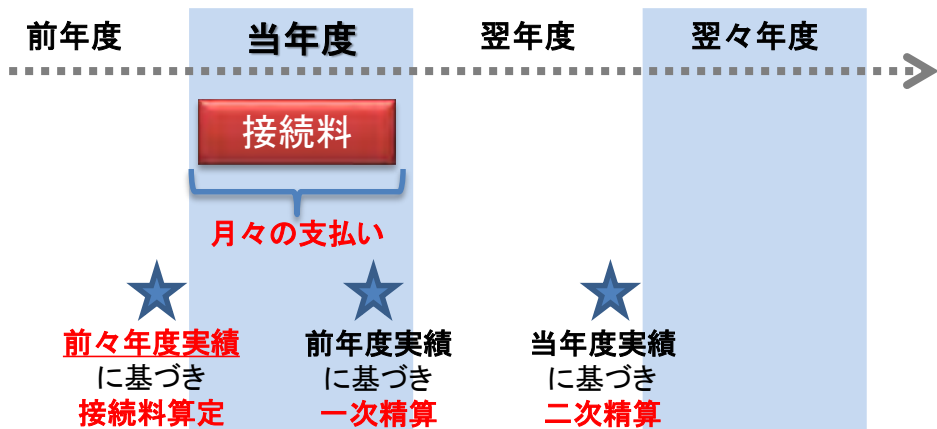 前年度
当年度
翌年度
翌々年度
接続料
月々の支払い
前々年度実績
に基づき
接続料算定
前年度実績
に基づき
一次精算
当年度実績
に基づき
二次精算